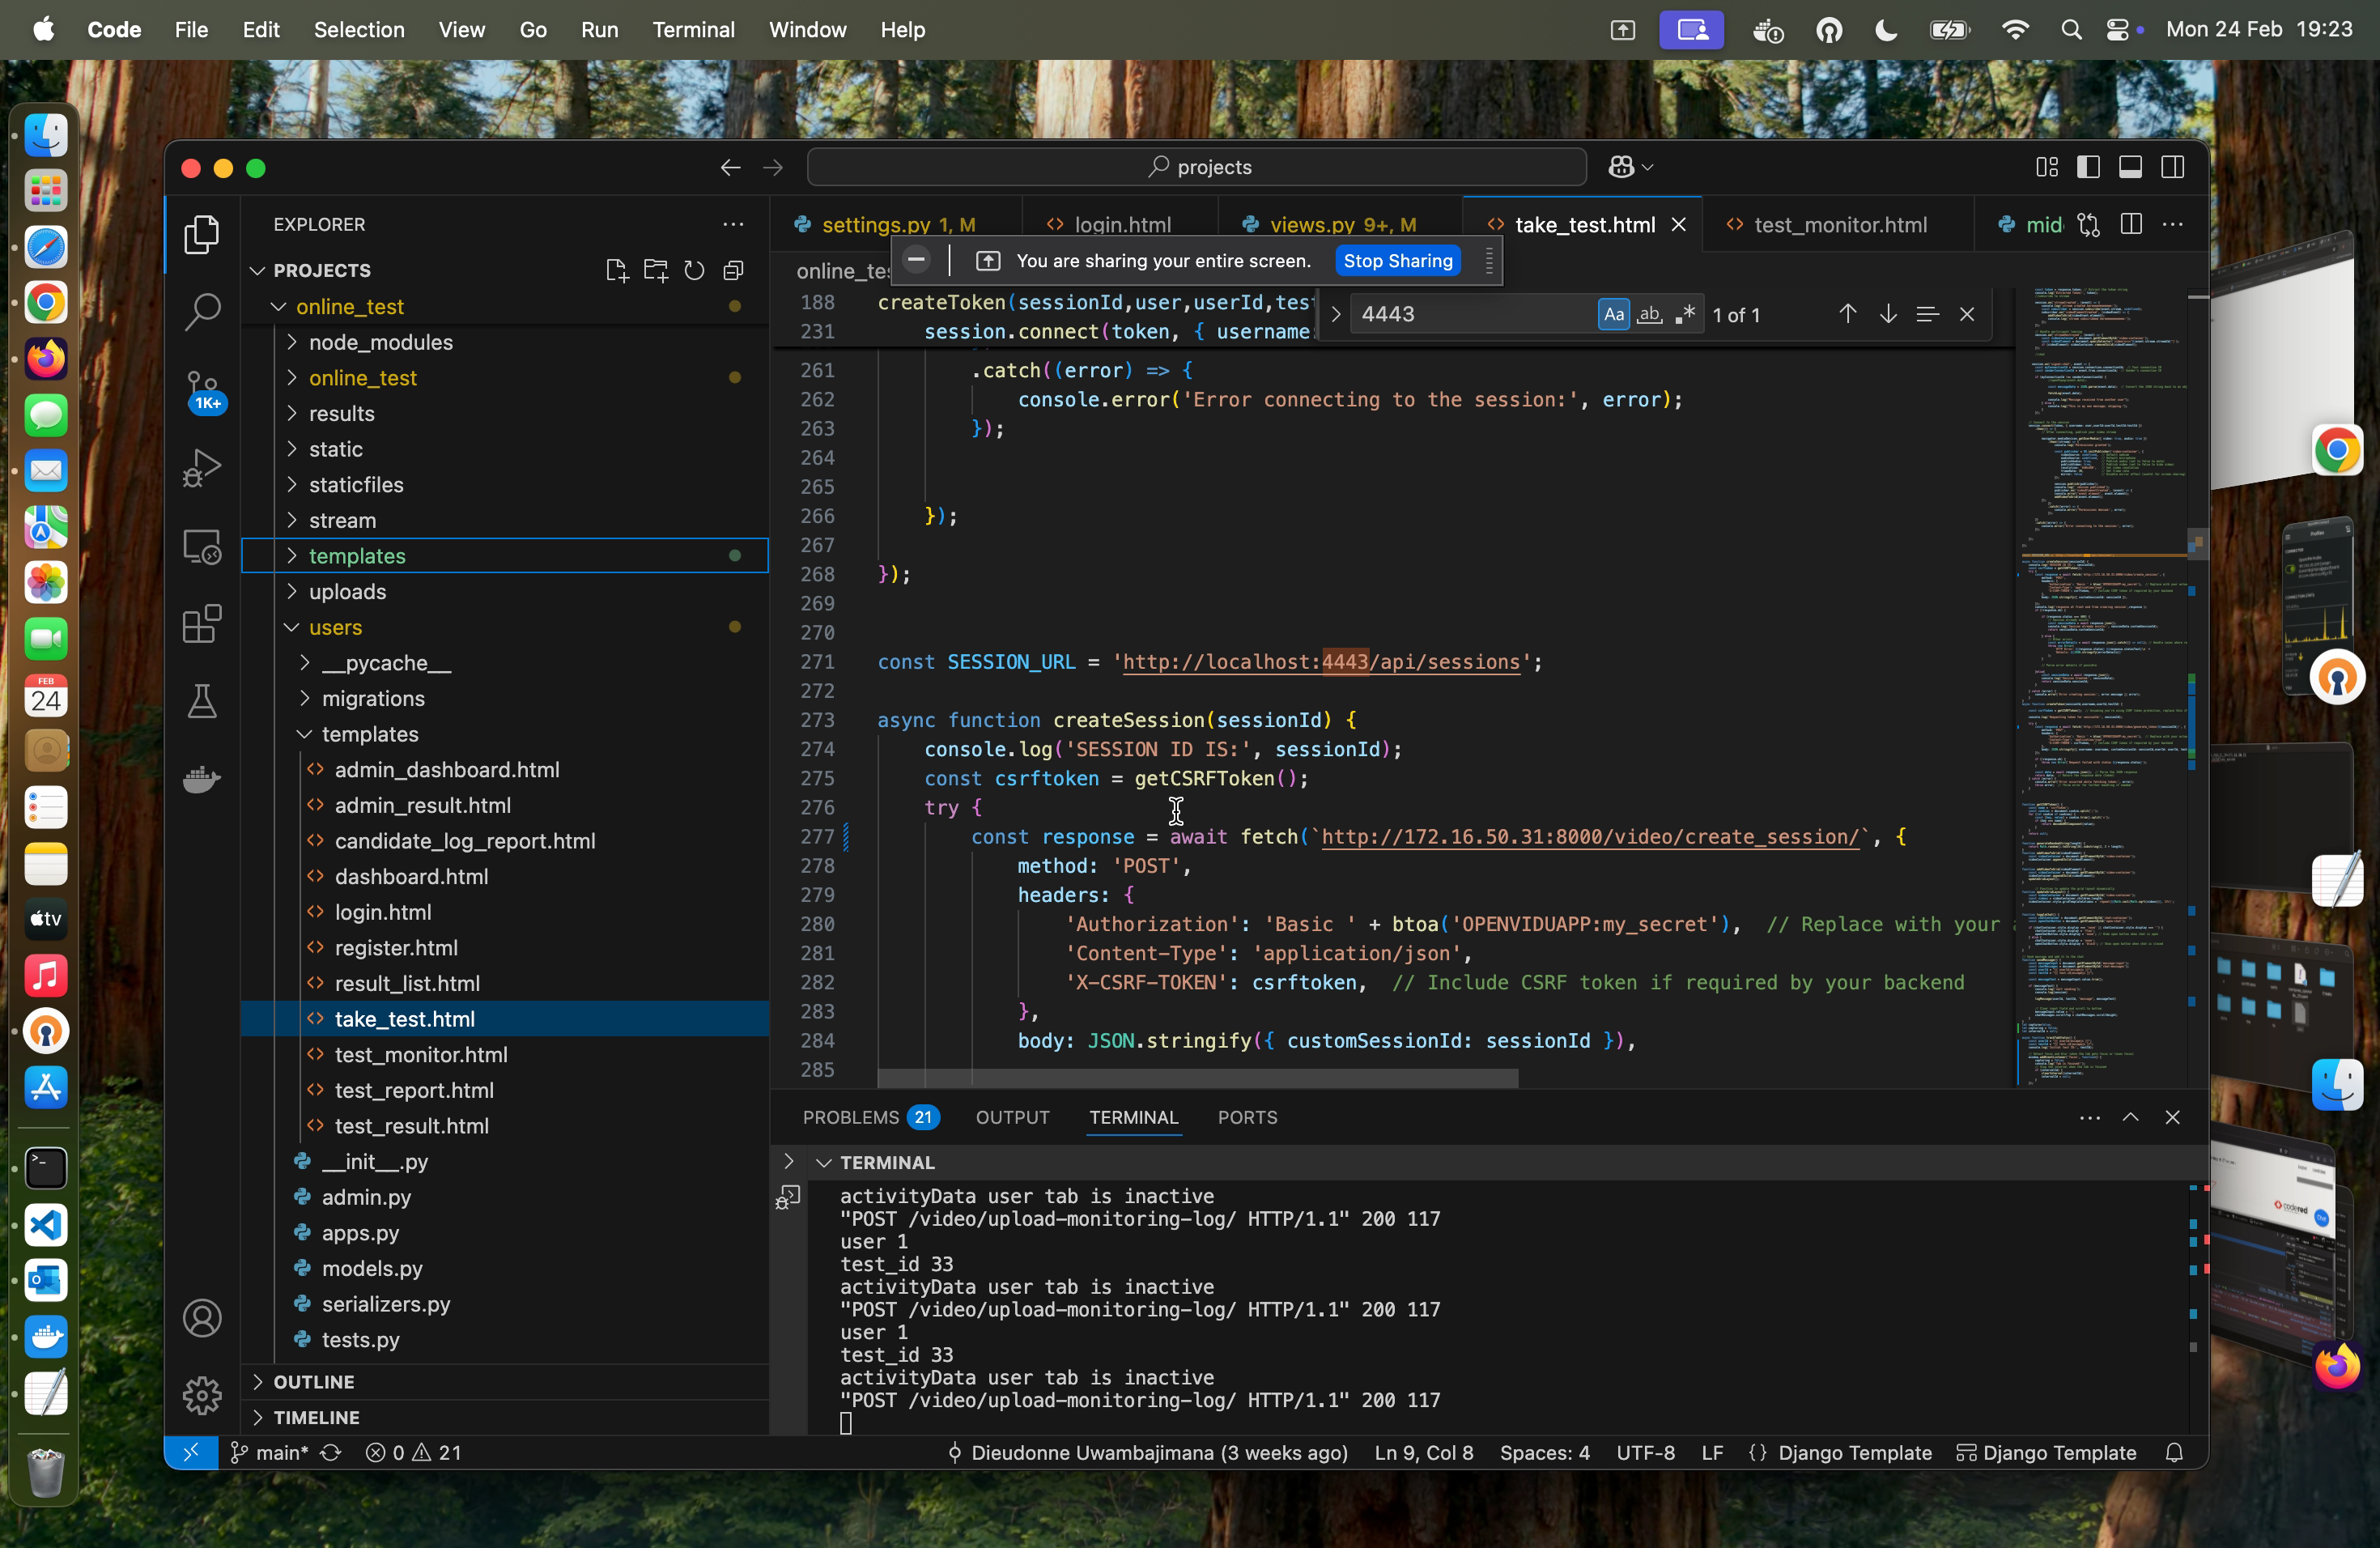 Code File Edit Selection View Go Run Terminal Window Help Mon 24 Feb 19:23
projects
EXPLORER
PROJECTS
online_test
node_modules
online_test
results
static
staticfiles
stream
templates
uploads
users
__pycache__
migrations
templates
admin_dashboard.html
admin_result.html
candidate_log_report.html
dashboard.html
login.html
register.html
result_list.html
take_test.html
test_monitor.html
test_report.html
test_result.html
__init__.py
admin.py
apps.py
models.py
serializers.py
tests.py
OUTLINE
TIMELINE
1K+
FEB
24
tv
settings.py 1, M login.html views.py 9+, M take_test.html test_monitor.html mid
You are sharing your entire screen. Stop Sharing
online_te
4443 Aa ab 1 of 1
188 createToken(sessionId,user,userId,test
231 session.connect(token, { username:
261 .catch((error) => {
262 console.error('Error connecting to the session:', error);
263 });
264
265
266 });
267
268 });
269
270
271 const SESSION_URL = 'http://localhost:4443/api/sessions';
272
273 async function createSession(sessionId) {
274 console.log('SESSION ID IS:', sessionId);
275 const csrftoken = getCSRFToken();
276 try {
277 const response = await fetch(`http://172.16.50.31:8000/video/create_session/`, {
278 method: 'POST',
279 headers: {
280 'Authorization': 'Basic ' + btoa('OPENVIDUAPP:my_secret'), // Replace with your
281 'Content-Type': 'application/json',
282 'X-CSRF-TOKEN': csrftoken, // Include CSRF token if required by your backend
283 },
284 body: JSON.stringify({ customSessionId: sessionId }),
285
PROBLEMS 21 OUTPUT TERMINAL PORTS
TERMINAL
activityData user tab is inactive
"POST /video/upload-monitoring-log/ HTTP/1.1" 200 117
user 1
test_id 33
activityData user tab is inactive
"POST /video/upload-monitoring-log/ HTTP/1.1" 200 117
user 1
test_id 33
activityData user tab is inactive
"POST /video/upload-monitoring-log/ HTTP/1.1" 200 117
main* 0 21 Dieudonne Uwambajimana (3 weeks ago) Ln 9, Col 8 Spaces: 4 UTF-8 LF {} Django Template Django Template